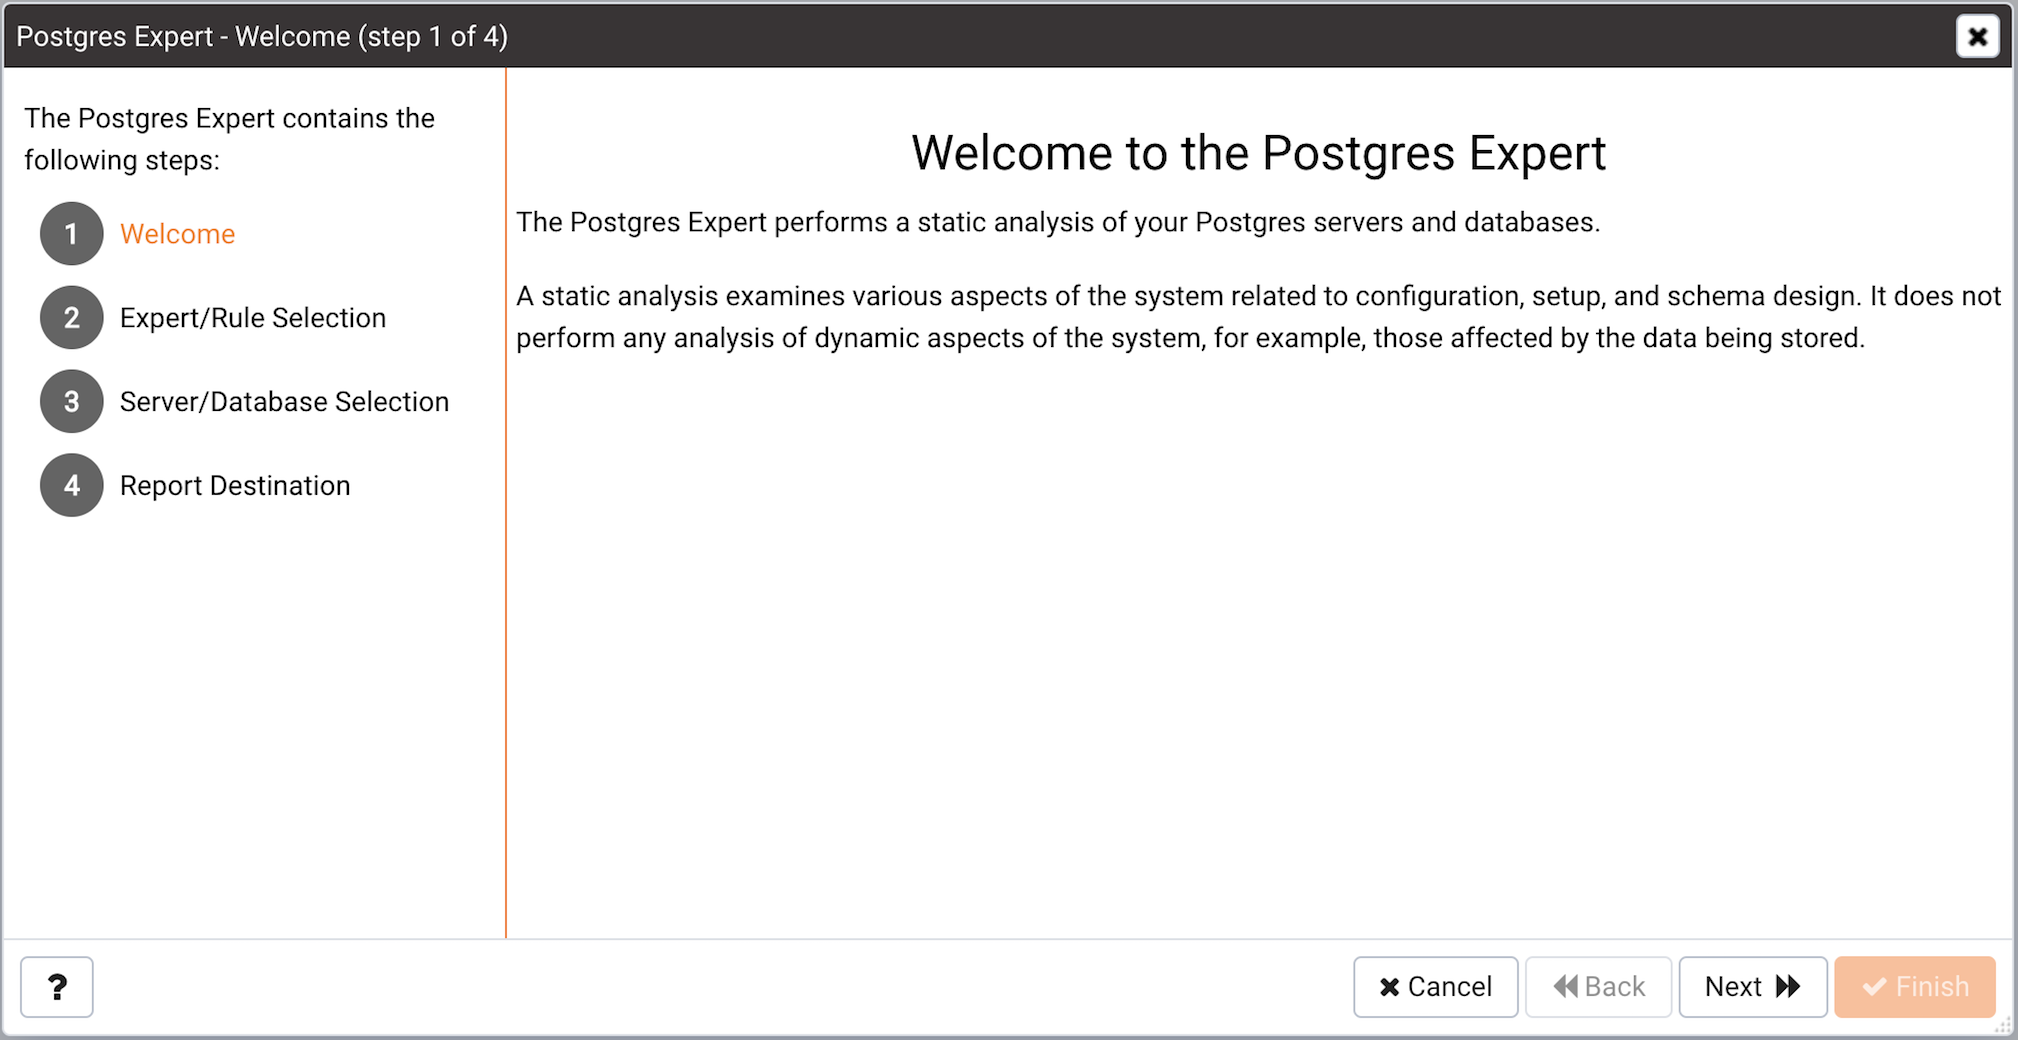 Postgres Expert - Welcome (step 1 of 4)
The Postgres Expert contains the
following steps:
1 Welcome
2 Expert/Rule Selection
3 Server/Database Selection
4 Report Destination
Welcome to the Postgres Expert
The Postgres Expert performs a static analysis of your Postgres servers and databases.
A static analysis examines various aspects of the system related to configuration, setup, and schema design. It does not
perform any analysis of dynamic aspects of the system, for example, those affected by the data being stored.
? Cancel Back Next Finish